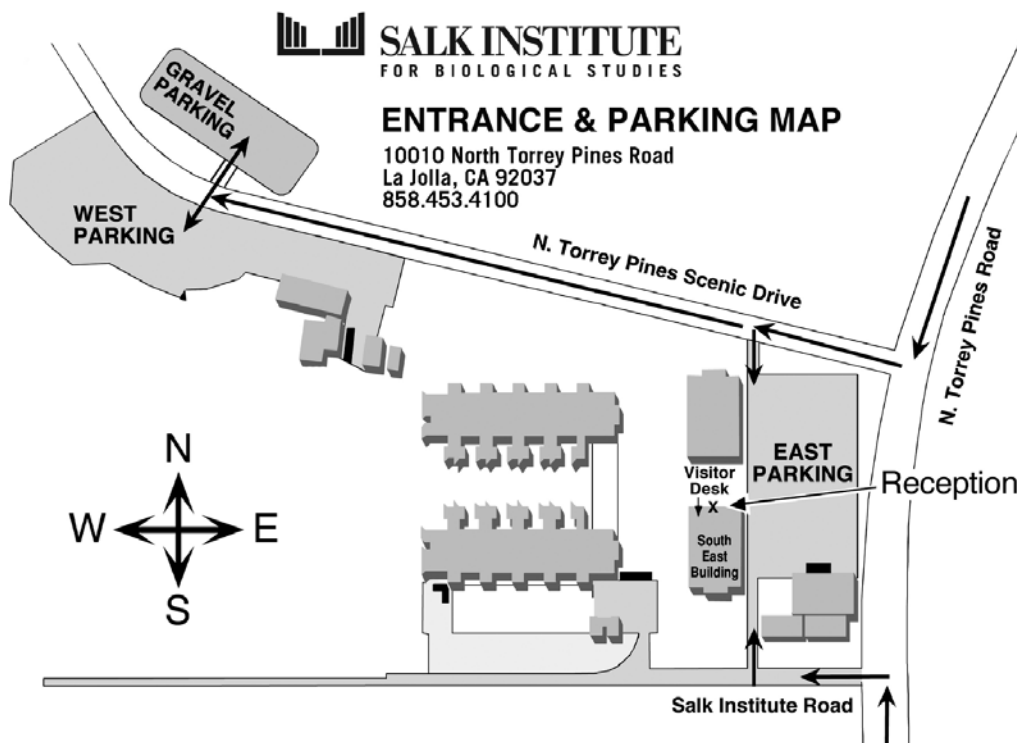 SALK INSTITUTE
FOR BIOLOGICAL STUDIES
ENTRANCE & PARKING MAP
10010 North Torrey Pines Road
La Jolla, CA 92037
858.453.4100
GRAVEL
PARKING
WEST
PARKING
N. Torrey Pines Scenic Drive
N. Torrey Pines Road
EAST
PARKING
Visitor
Desk
X
Reception
South
East
Building
N
W
E
S
Salk Institute Road